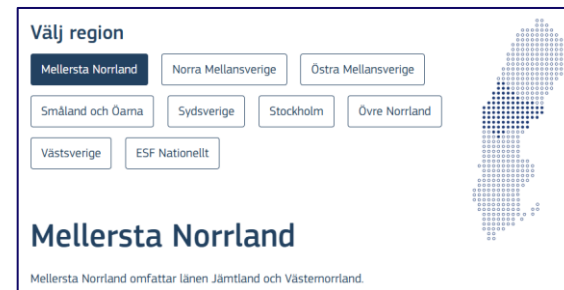 Välj region
Mellersta Norrland Norra Mellansverige Östra Mellansverige
Småland och Öarna Sydsverige Stockholm Övre Norrland
Västsverige ESF Nationellt
Mellersta Norrland
Mellersta Norrland omfattar länen Jämtland och Västernorrland.